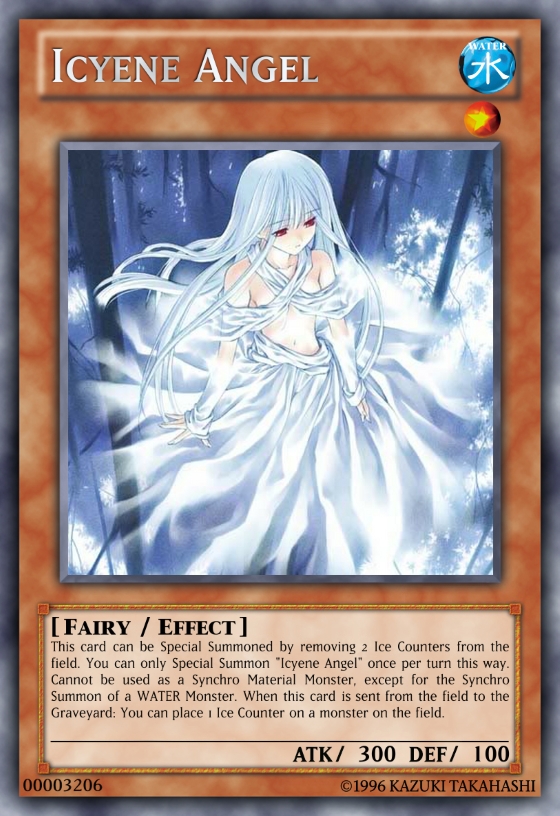 Icyene Angel
WATER
水
[ Fairy / Effect ]
This card can be Special Summoned by removing 2 Ice Counters from the
field. You can only Special Summon "Icyene Angel" once per turn this way.
Cannot be used as a Synchro Material Monster, except for the Synchro
Summon of a WATER Monster. When this card is sent from the field to the
Graveyard: You can place 1 Ice Counter on a monster on the field.
ATK/ 300 DEF/ 100
00003206 ©1996 KAZUKI TAKAHASHI